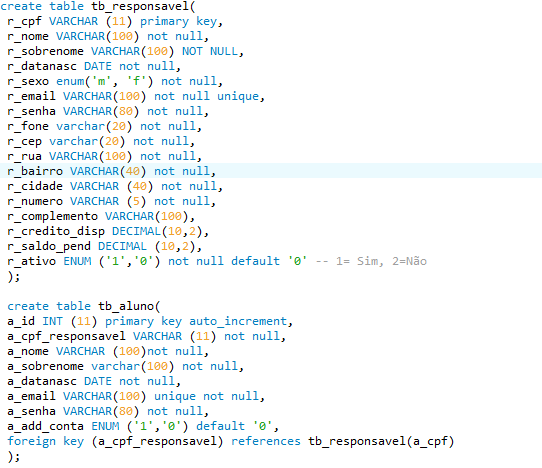 create table tb_responsavel(
r_cpf VARCHAR (11) primary key,
r_nome VARCHAR(100) not null,
r_sobrenome VARCHAR(100) NOT NULL,
r_datanasc DATE not null,
r_sexo enum('m', 'f') not null,
r_email VARCHAR(100) not null unique,
r_senha VARCHAR(80) not null,
r_fone varchar(20) not null,
r_cep varchar(20) not null,
r_rua VARCHAR(100) not null,
r_bairro VARCHAR(40) not null,
r_cidade VARCHAR (40) not null,
r_numero VARCHAR (5) not null,
r_complemento VARCHAR(100),
r_credito_disp DECIMAL(10,2),
r_saldo_pend DECIMAL (10,2),
r_ativo ENUM ('1','0') not null default '0' -- 1= Sim, 2=Não
);
create table tb_aluno(
a_id INT (11) primary key auto_increment,
a_cpf_responsavel VARCHAR (11) not null,
a_nome VARCHAR (100)not null,
a_sobrenome varchar(100) not null,
a_datanasc DATE not null,
a_email VARCHAR(100) unique not null,
a_senha VARCHAR(80) not null,
a_add_conta ENUM ('1','0') default '0',
foreign key (a_cpf_responsavel) references tb_responsavel(a_cpf)
);